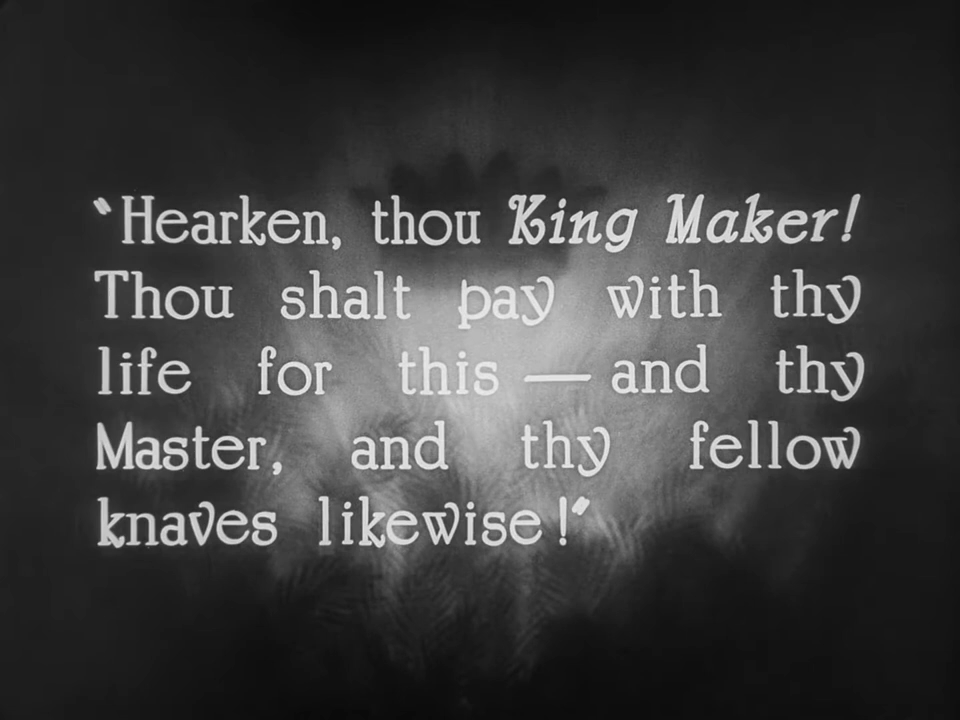 "Hearken, thou King Maker!
Thou shalt pay with thy
life for this — and thy
Master, and thy fellow
knaves likewise!"